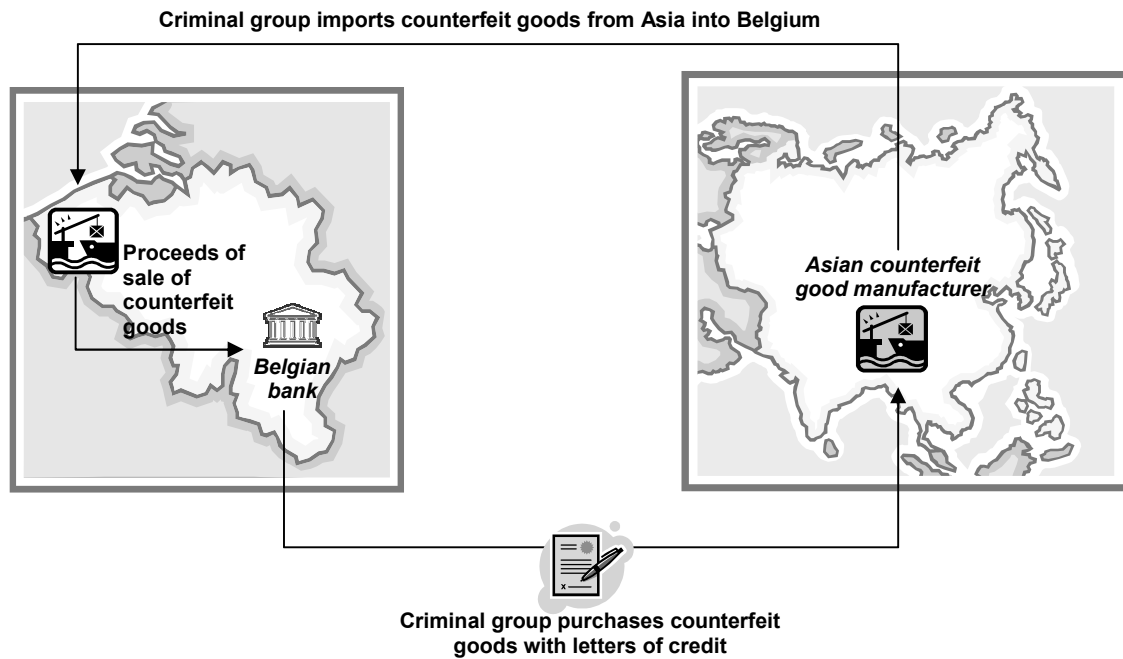 Criminal group imports counterfeit goods from Asia into Belgium
Proceeds of
sale of
counterfeit
goods
Belgian
bank
Asian counterfeit
good manufacturer
x
Criminal group purchases counterfeit
goods with letters of credit